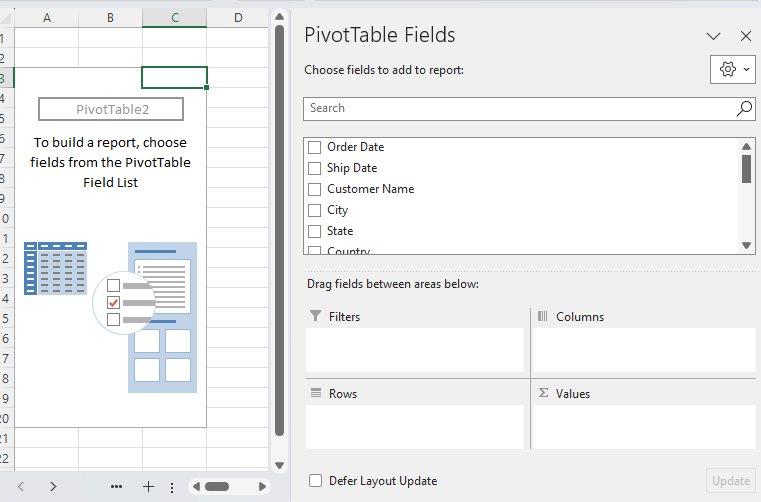 A B C D
1
2
3
4
5
6
7
8
9
0
1
2
3
4
5
6
7
8
9
20
21
22
PivotTable2
To build a report, choose
fields from the PivotTable
Field List
PivotTable Fields
Choose fields to add to report:
Search
Order Date
Ship Date
Customer Name
City
State
Country
Drag fields between areas below:
Filters
Columns
Rows
Σ Values
Defer Layout Update
Update